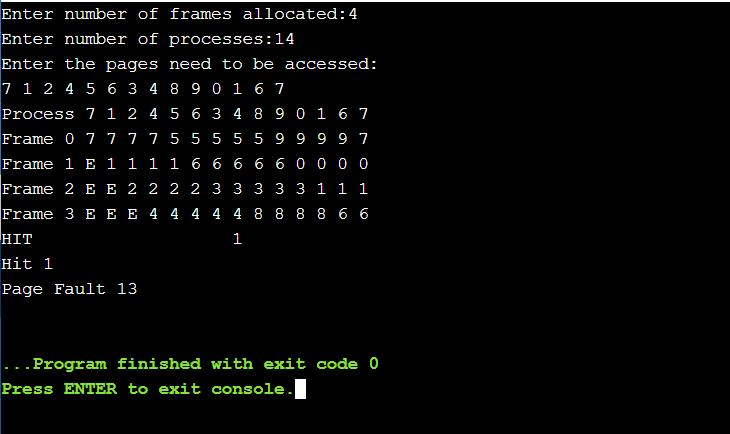 Enter number of frames allocated:4
Enter number of processes:14
Enter the pages need to be accessed:
7 1 2 4 5 6 3 4 8 9 0 1 6 7
Process 7 1 2 4 5 6 3 4 8 9 0 1 6 7
Frame 0 7 7 7 7 5 5 5 5 5 9 9 9 9 7
Frame 1 E 1 1 1 1 6 6 6 6 6 0 0 0 0
Frame 2 E E 2 2 2 2 3 3 3 3 3 1 1 1
Frame 3 E E E 4 4 4 4 4 8 8 8 8 6 6
HIT                   1
Hit 1
Page Fault 13
...Program finished with exit code 0
Press ENTER to exit console.